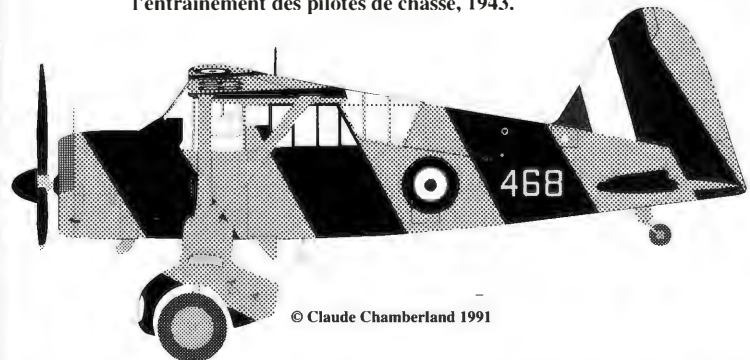 l'entraînement des pilotes de chasse, 1943.
468
© Claude Chamberland 1991